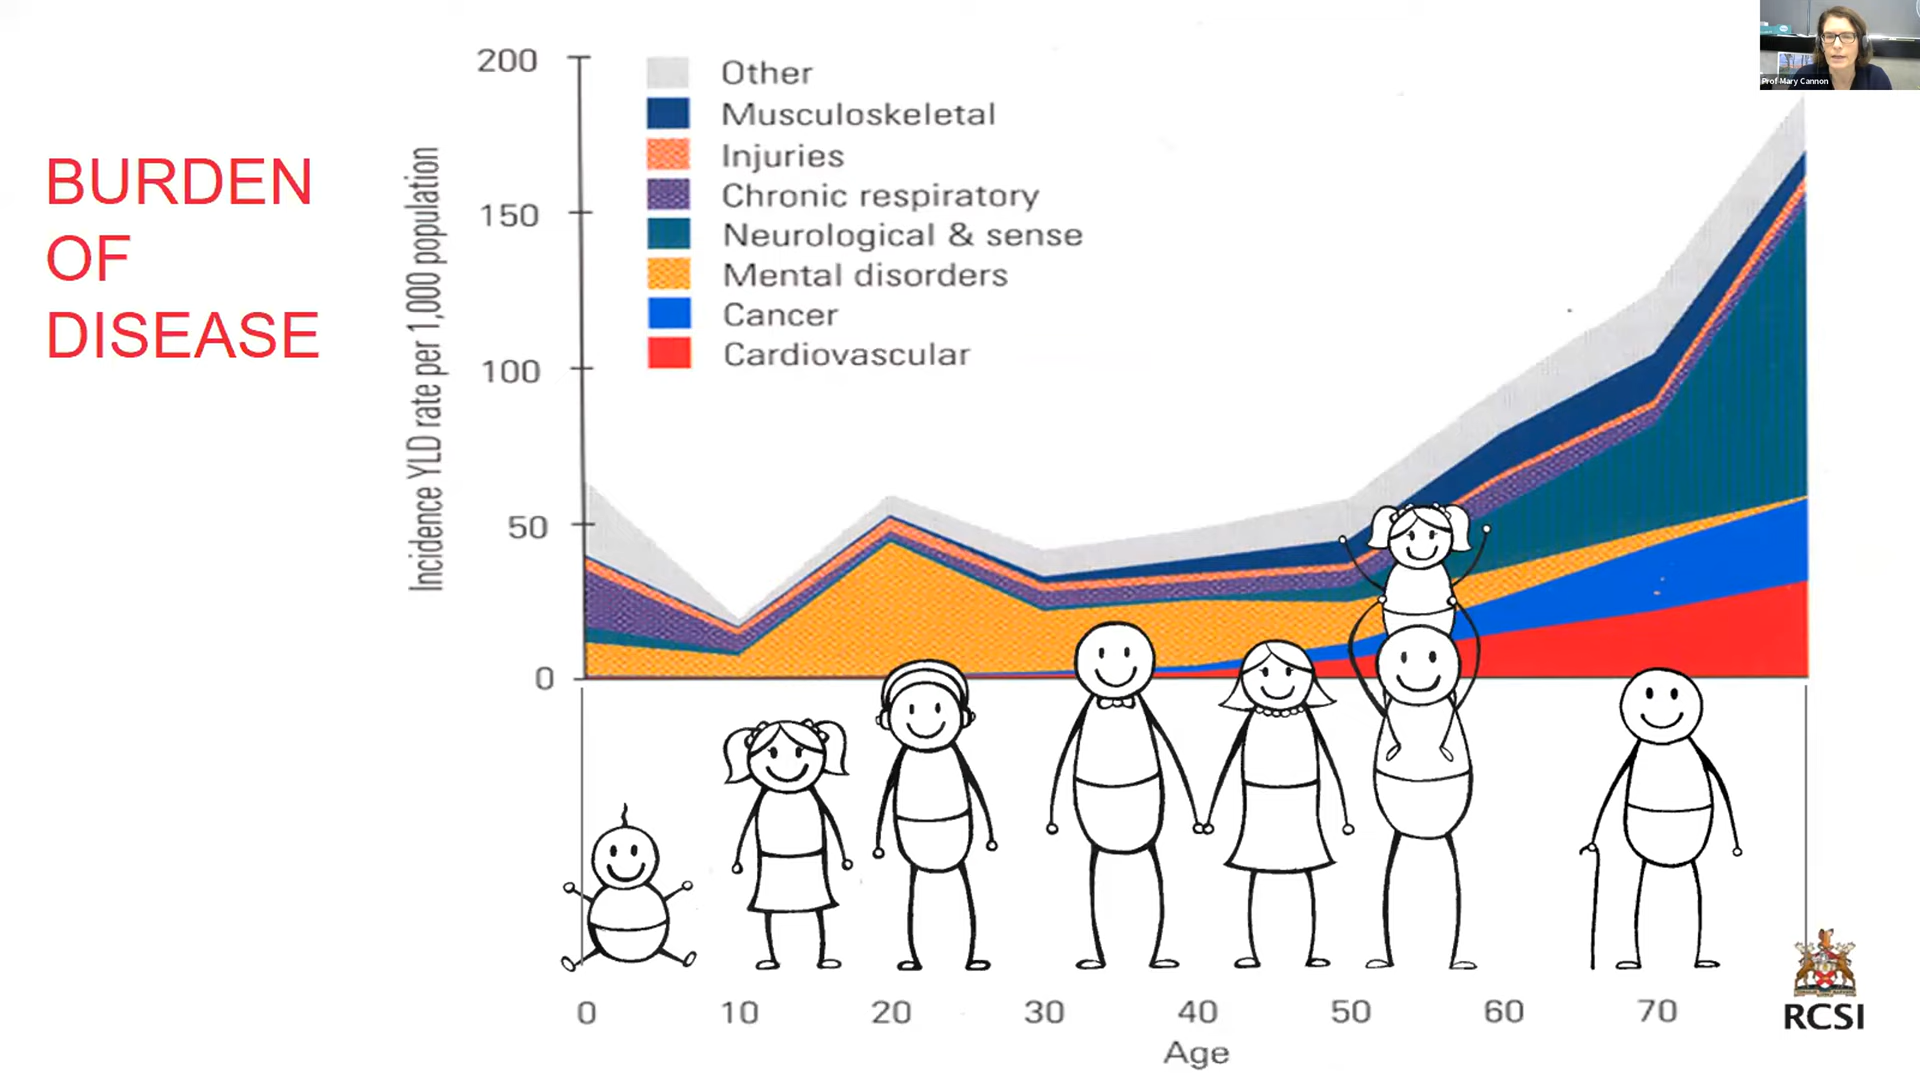 BURDEN
OF
DISEASE
Incidence YLD rate per 1,000 population
200
150
100
50
0
Other
Musculoskeletal
Injuries
Chronic respiratory
Neurological & sense
Mental disorders
Cancer
Cardiovascular
0 10 20 30 40 50 60 70
Age
Prof Mary Cannon
RCSI